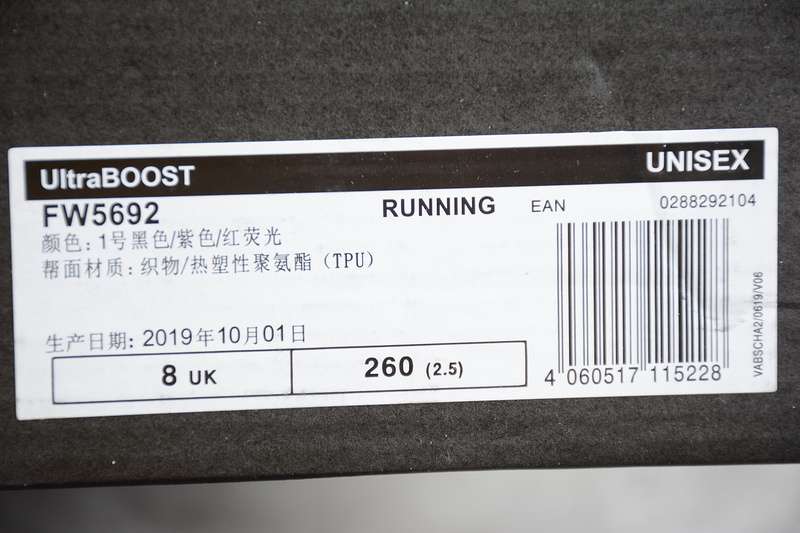 UltraBOOST UNISEX
FW5692 RUNNING EAN 0288292104
颜色: 1号黑色/紫色/红荧光
帮面材质: 织物/热塑性聚氨酯 (TPU)
生产日期: 2019年10月01日
8 UK 260 (2.5)
4 060517 115228
VABSCHA2/0619/V06